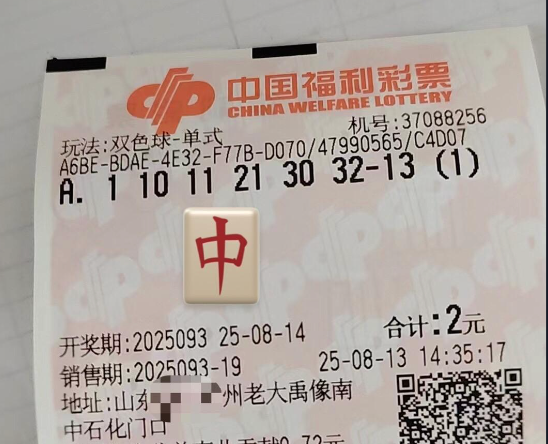 中国福利彩票
CHINA WELFARE LOTTERY
玩法:双色球-单式 机号:37088256
A6BE-BDAE-4E32-F77B-D070/47990565/C4D07
A. 1 10 11 21 30 32-13 (1)
中
开奖期:2025093 25-08-14 合计:2元
销售期:2025093-19 25-08-13 14:35:17
地址:山东 州老大禹像南
中石化门口